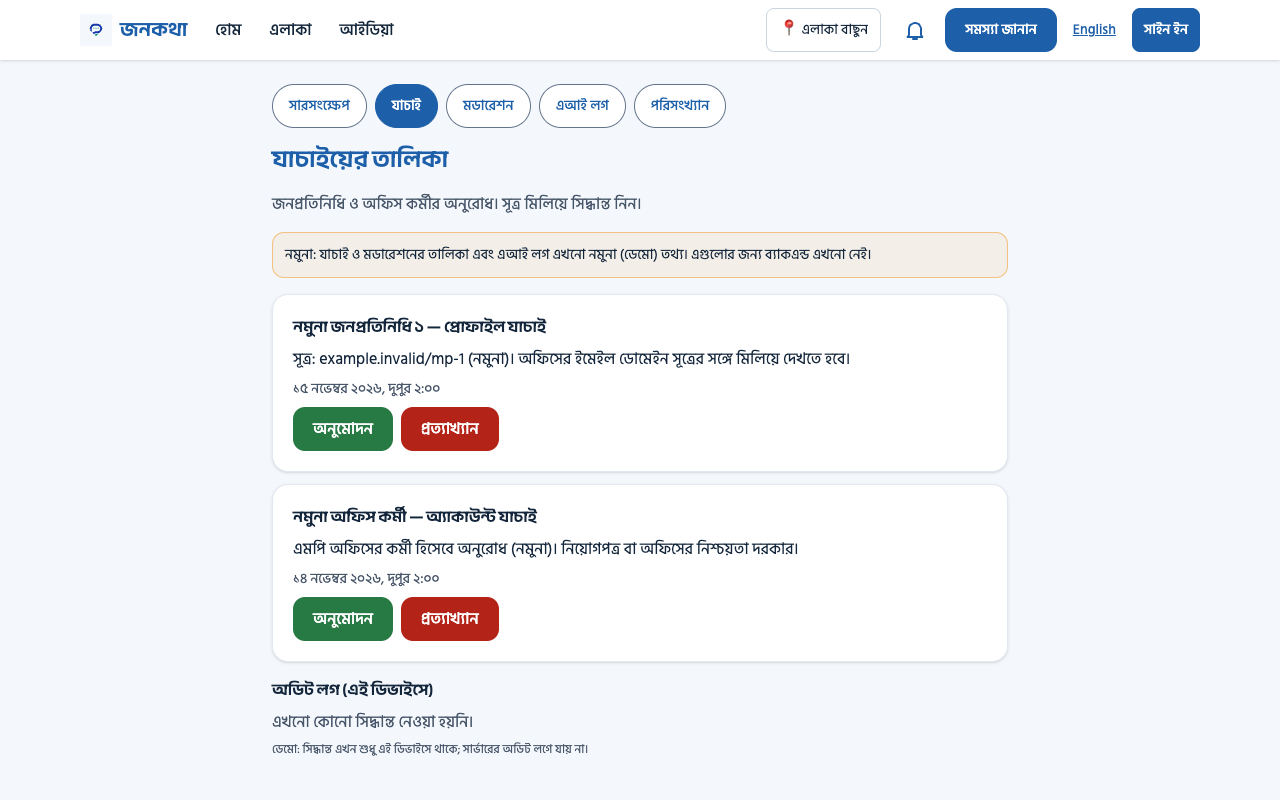 জনকথা
হোম
এলাকা
আইডিয়া
এলাকা বাছুন
সমস্যা জানান
English
সাইন ইন
সারসংক্ষেপ
যাচাই
মডারেশন
এআই লগ
পরিসংখ্যান
যাচাইয়ের তালিকা
জনপ্রতিনিধি ও অফিস কর্মীর অনুরোধ। সূত্র মিলিয়ে সিদ্ধান্ত নিন।
নমুনা: যাচাই ও মডারেশনের তালিকা এবং এআই লগ এখনো নমুনা (ডেমো) তথ্য। এগুলোর জন্য ব্যাকএন্ড এখনো নেই।
নমুনা জনপ্রতিনিধি ১ — প্রোফাইল যাচাই
সূত্র: example.invalid/mp-1 (নমুনা)। অফিসের ইমেইল ডোমেইন সূত্রের সঙ্গে মিলিয়ে দেখতে হবে।
১৫ নভেম্বর ২০২৬, দুপুর ২:০০
অনুমোদন
প্রত্যাখ্যান
নমুনা অফিস কর্মী — অ্যাকাউন্ট যাচাই
এমপি অফিসের কর্মী হিসেবে অনুরোধ (নমুনা)। নিয়োগপত্র বা অফিসের নিশ্চয়তা দরকার।
১৪ নভেম্বর ২০২৬, দুপুর ২:০০
অনুমোদন
প্রত্যাখ্যান
অডিট লগ (এই ডিভাইসে)
এখনো কোনো সিদ্ধান্ত নেওয়া হয়নি।
ডেমো: সিদ্ধান্ত এখন শুধু এই ডিভাইসে থাকে; সার্ভারের অডিট লগে যায় না।